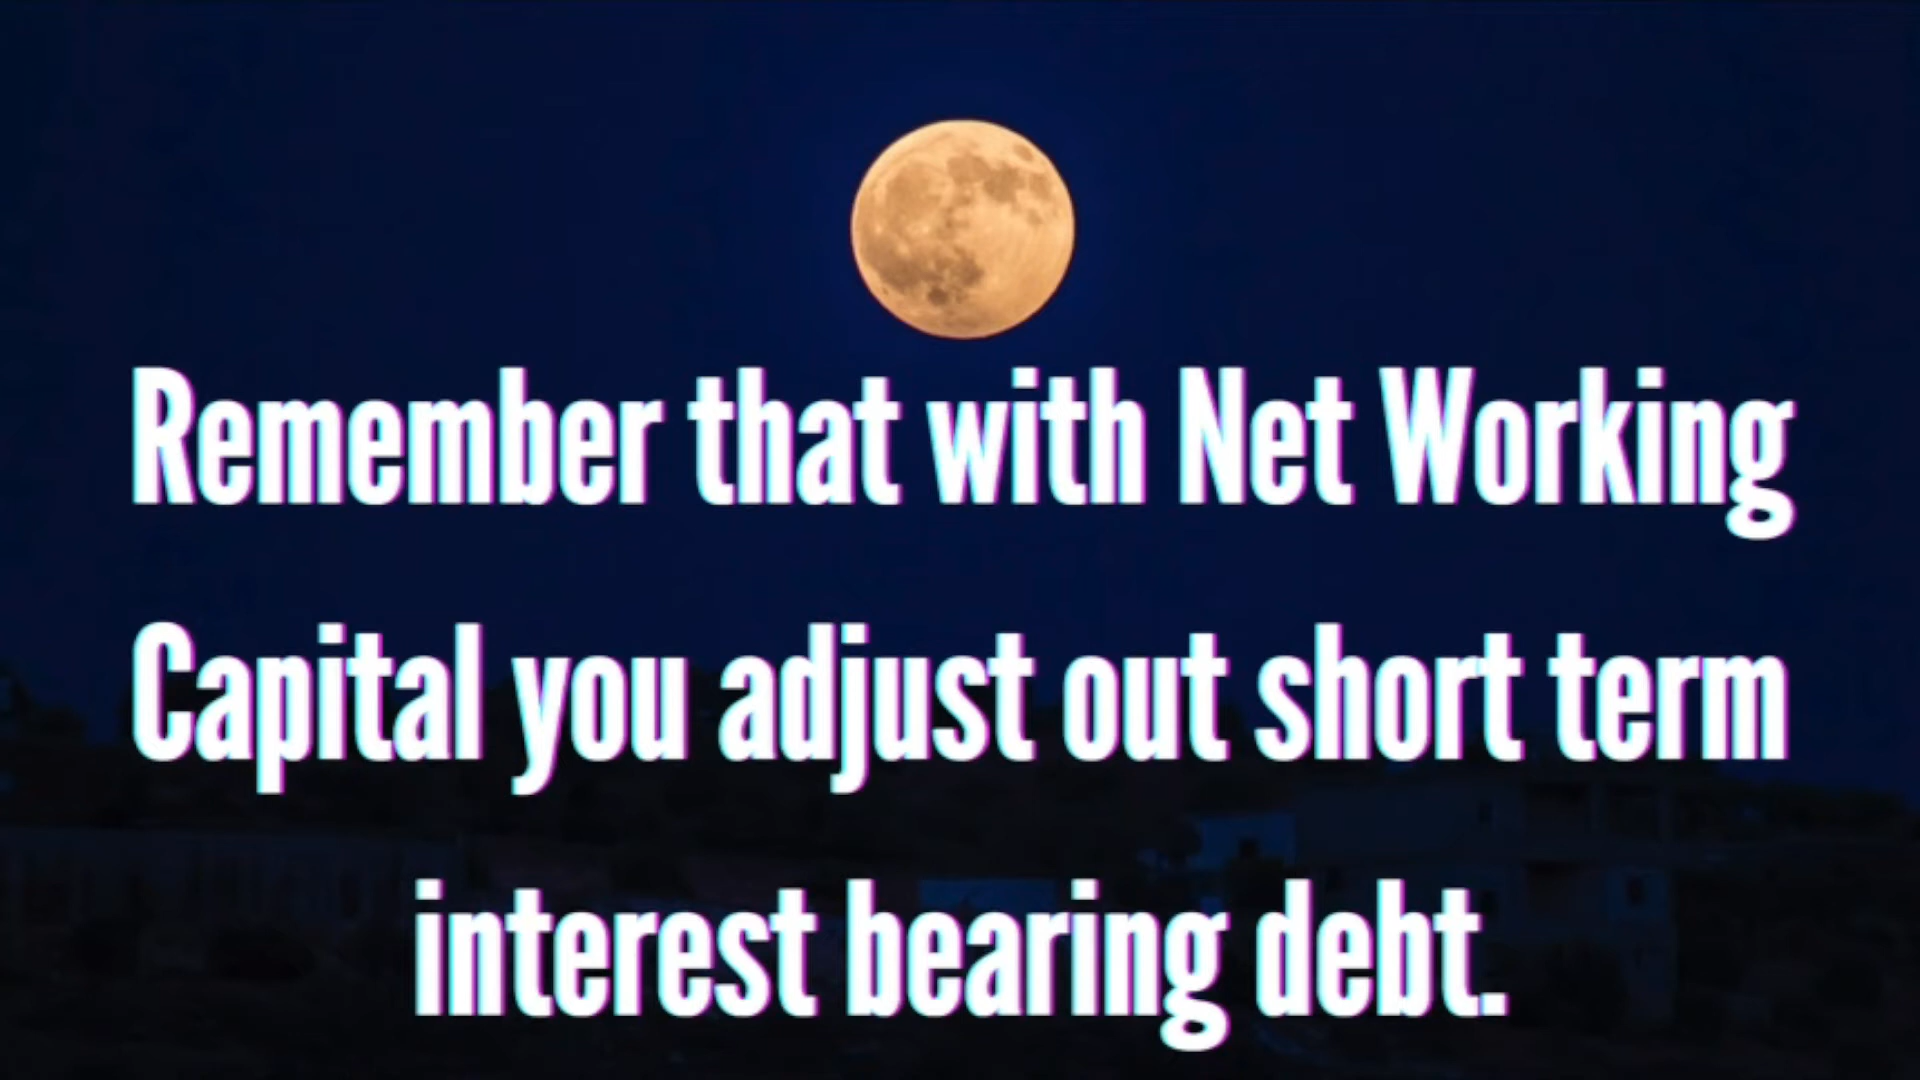 Remember that with Net Working
Capital you adjust out short term
interest bearing debt.